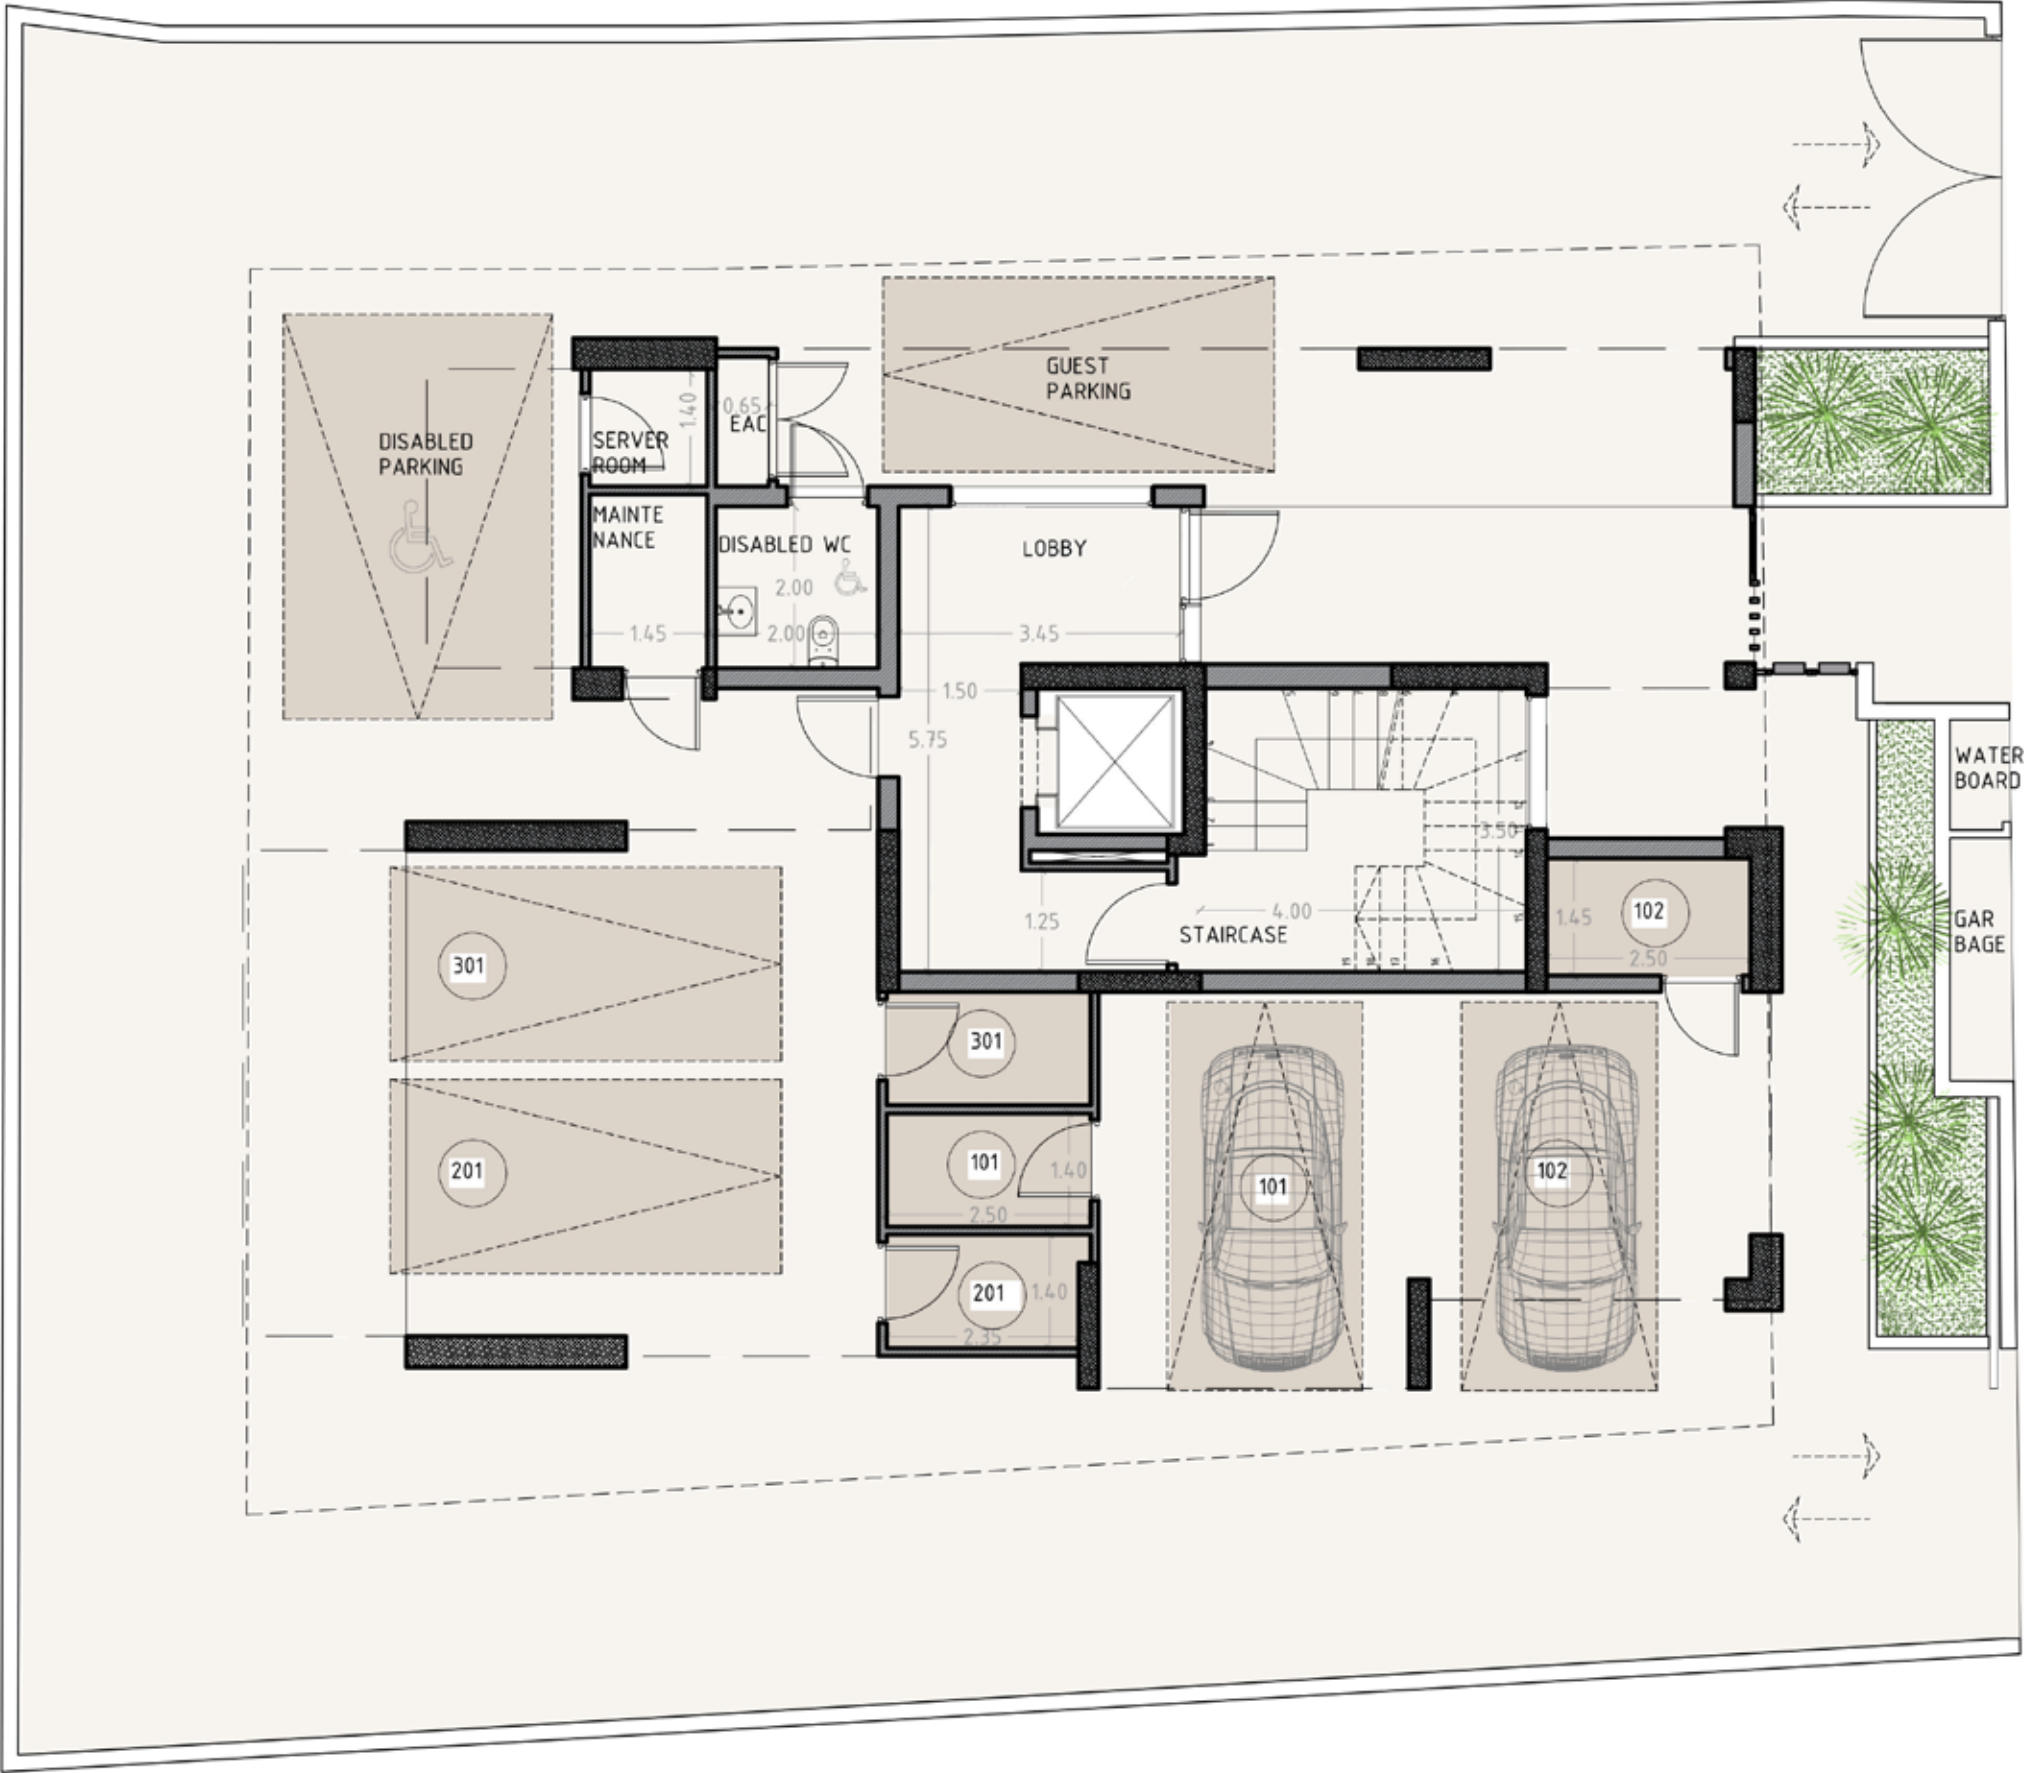 GUEST
PARKING
DISABLED
PARKING
SERVER
ROOM
1.40
0.65
EAC
MAINTE
NANCE
1.45
DISABLED WC
2.00
2.00
LOBBY
3.45
1.50
5.75
1.25
STAIRCASE
4.00
3.50
102
1.45
2.50
WATER
BOARD
GAR
BAGE
301
201
301
101
1.40
2.50
201
1.40
2.35
101
102